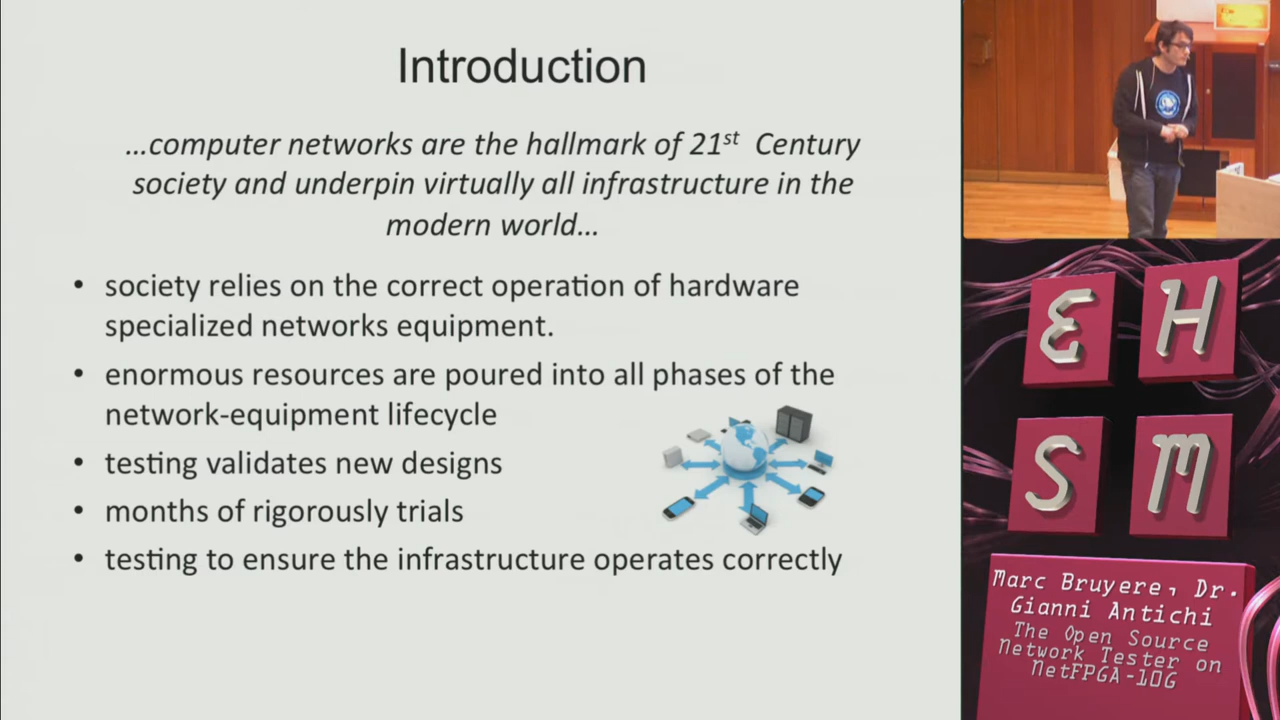 Introduction
...computer networks are the hallmark of 21st Century
society and underpin virtually all infrastructure in the
modern world...
• society relies on the correct operation of hardware
specialized networks equipment.
• enormous resources are poured into all phases of the
network-equipment lifecycle
• testing validates new designs
• months of rigorously trials
• testing to ensure the infrastructure operates correctly
E H
S M
Marc Bruyere, Dr.
Gianni Antichi
The Open Source
Network Tester on
NetFPGA-10G